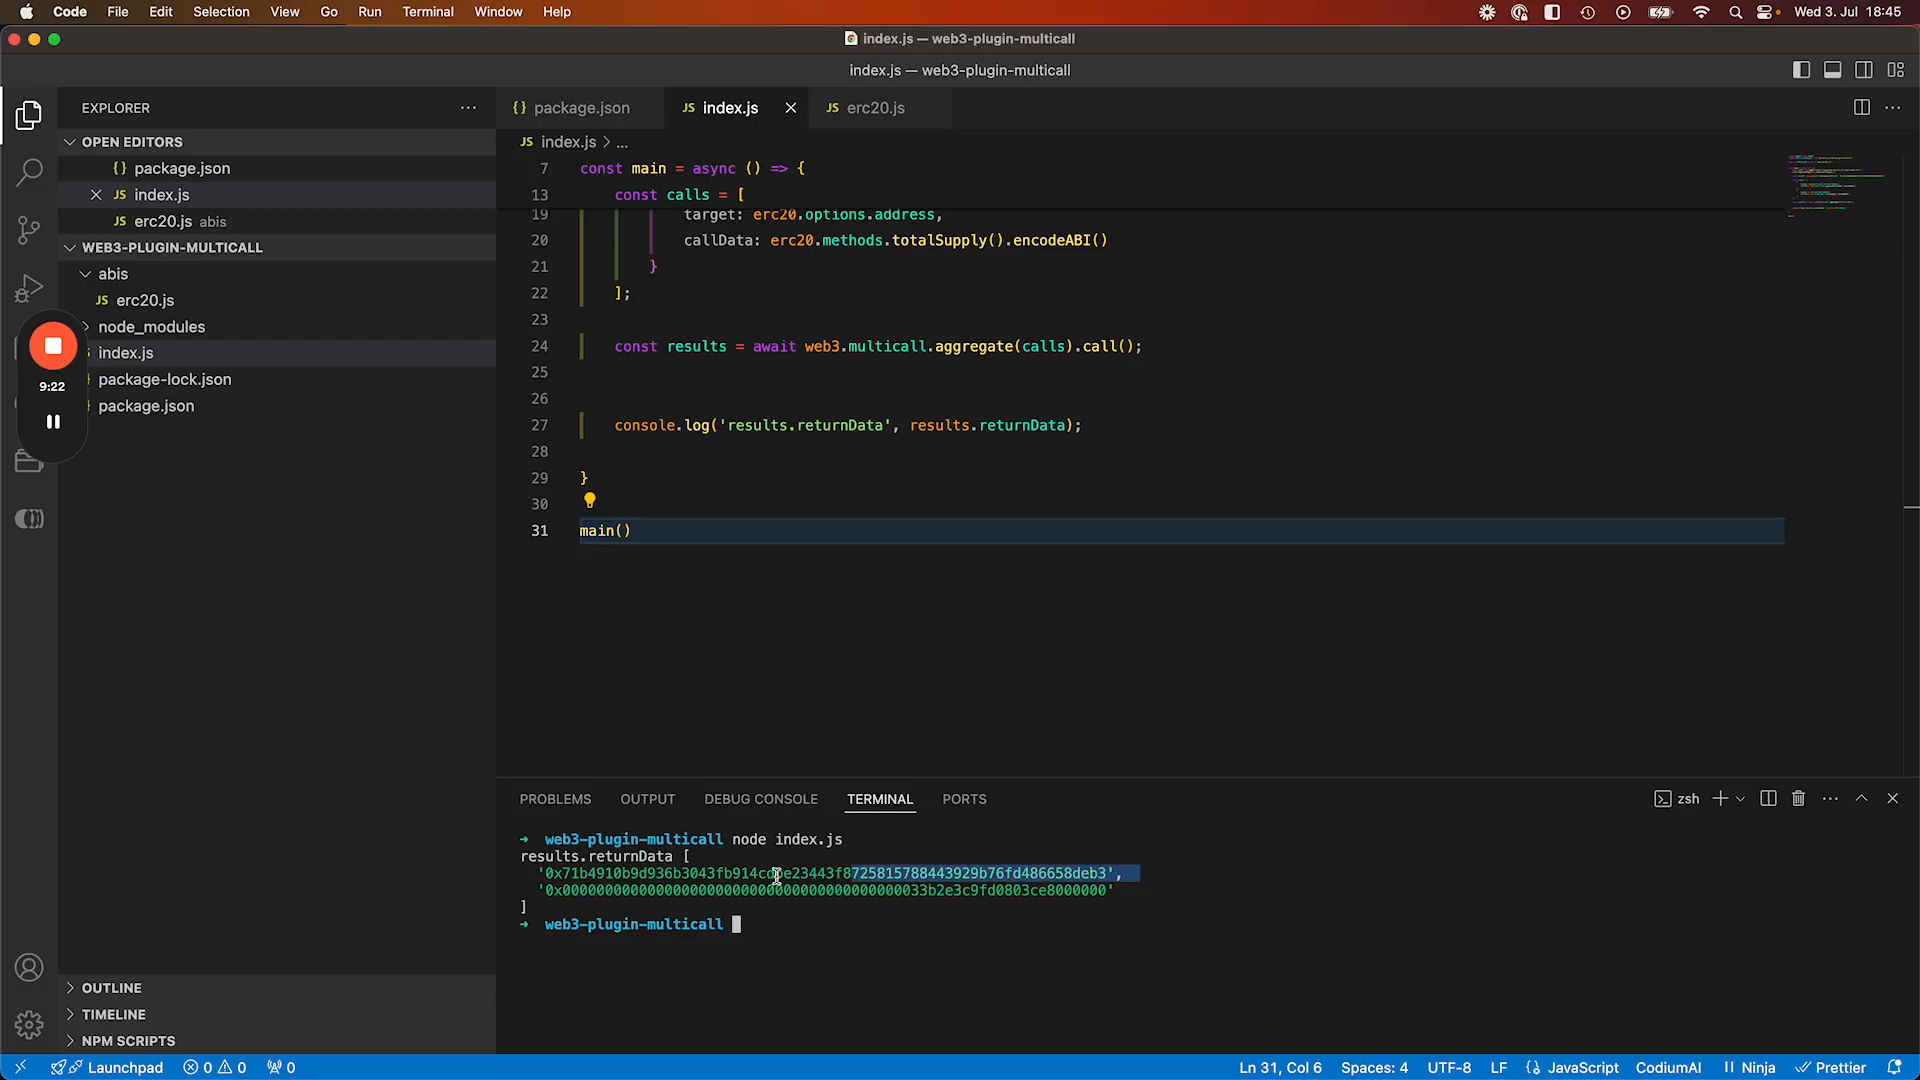 Code File Edit Selection View Go Run Terminal Window Help Wed 3. Jul 18:45
index.js — web3-plugin-multicall
index.js — web3-plugin-multicall
EXPLORER
OPEN EDITORS
{} package.json
JS index.js
JS erc20.js abis
WEB3-PLUGIN-MULTICALL
abis
JS erc20.js
node_modules
index.js
package-lock.json
package.json
9:22
OUTLINE
TIMELINE
NPM SCRIPTS
{} package.json JS index.js JS erc20.js
JS index.js > ...
7 const main = async () => {
13 const calls = [
19 target: erc20.options.address,
20 callData: erc20.methods.totalSupply().encodeABI()
21 }
22 ];
23
24 const results = await web3.multicall.aggregate(calls).call();
25
26
27 console.log('results.returnData', results.returnData);
28
29 }
30
31 main()
PROBLEMS OUTPUT DEBUG CONSOLE TERMINAL PORTS zsh
→ web3-plugin-multicall node index.js
results.returnData [
]
→ web3-plugin-multicall
Launchpad 0 0 0 Ln 31, Col 6 Spaces: 4 UTF-8 LF {} JavaScript CodiumAI Ninja Prettier